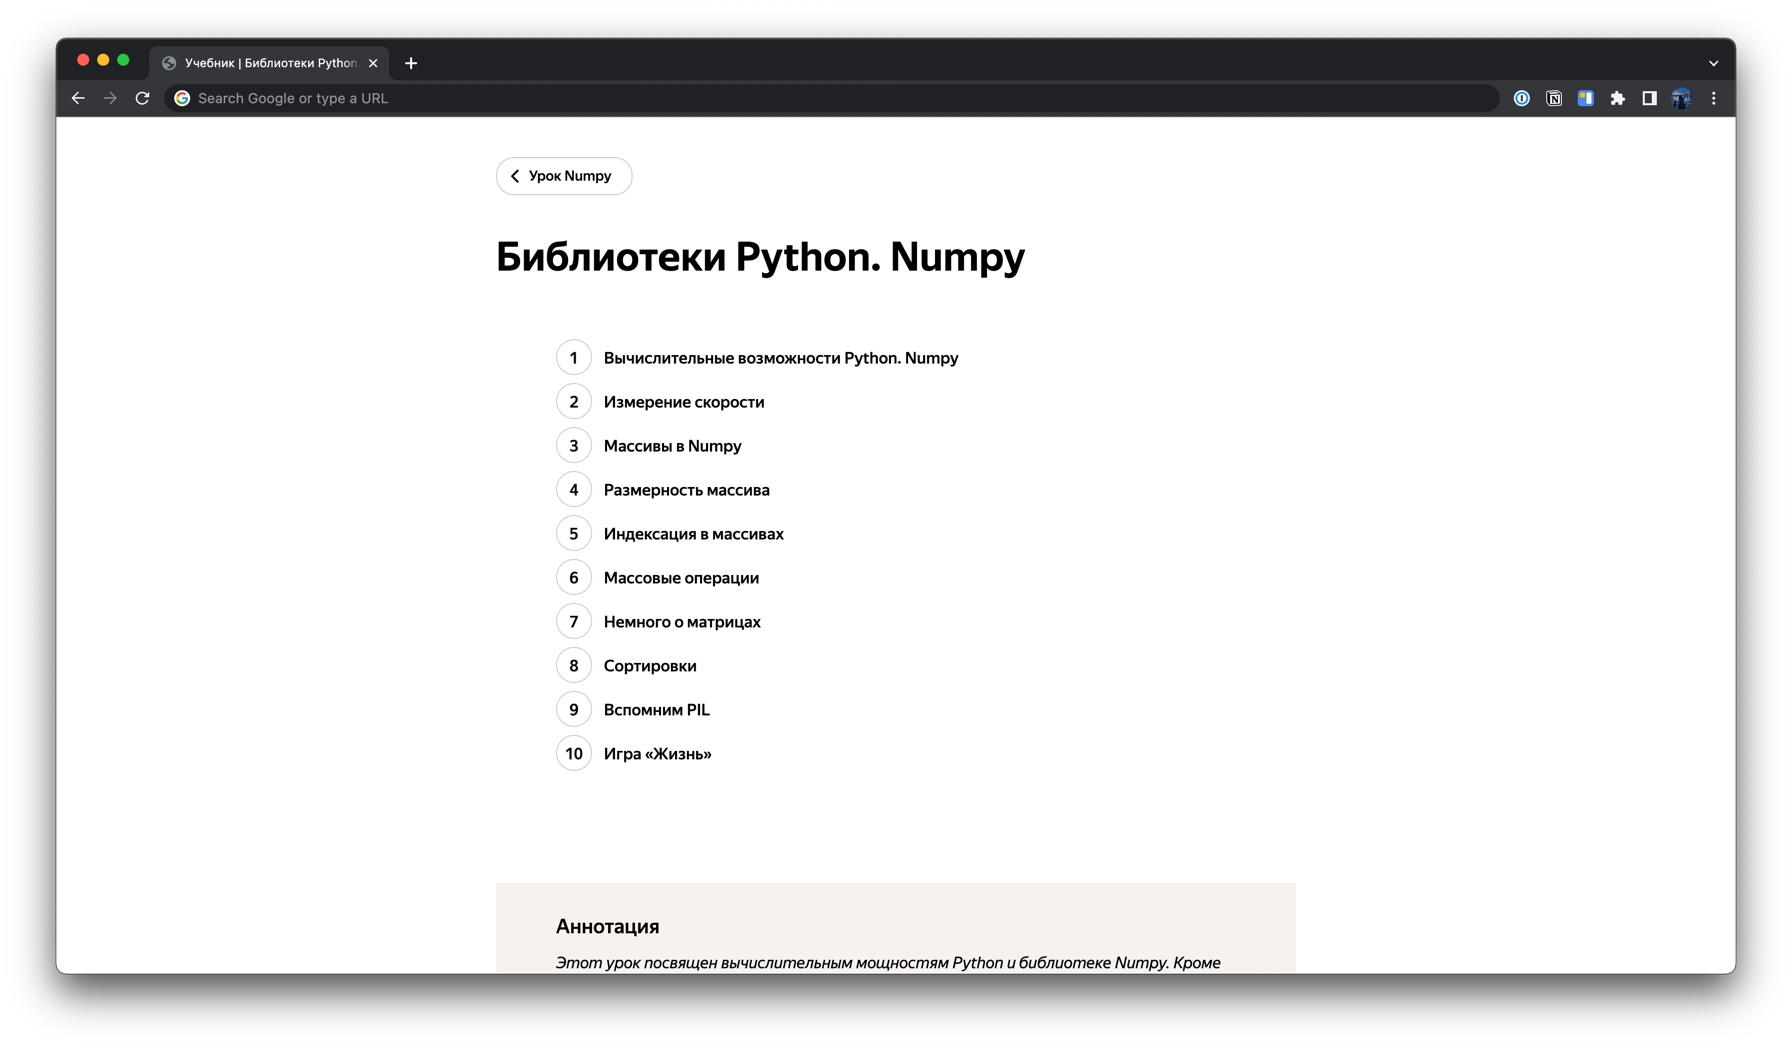 Учебник | Библиотеки Python.
Search Google or type a URL
Урок Numpy
Библиотеки Python. Numpy
1 Вычислительные возможности Python. Numpy
2 Измерение скорости
3 Массивы в Numpy
4 Размерность массива
5 Индексация в массивах
6 Массовые операции
7 Немного о матрицах
8 Сортировки
9 Вспомним PIL
10 Игра «Жизнь»
Аннотация
Этот урок посвящен вычислительным мощностям Python и библиотеке Numpy. Кроме